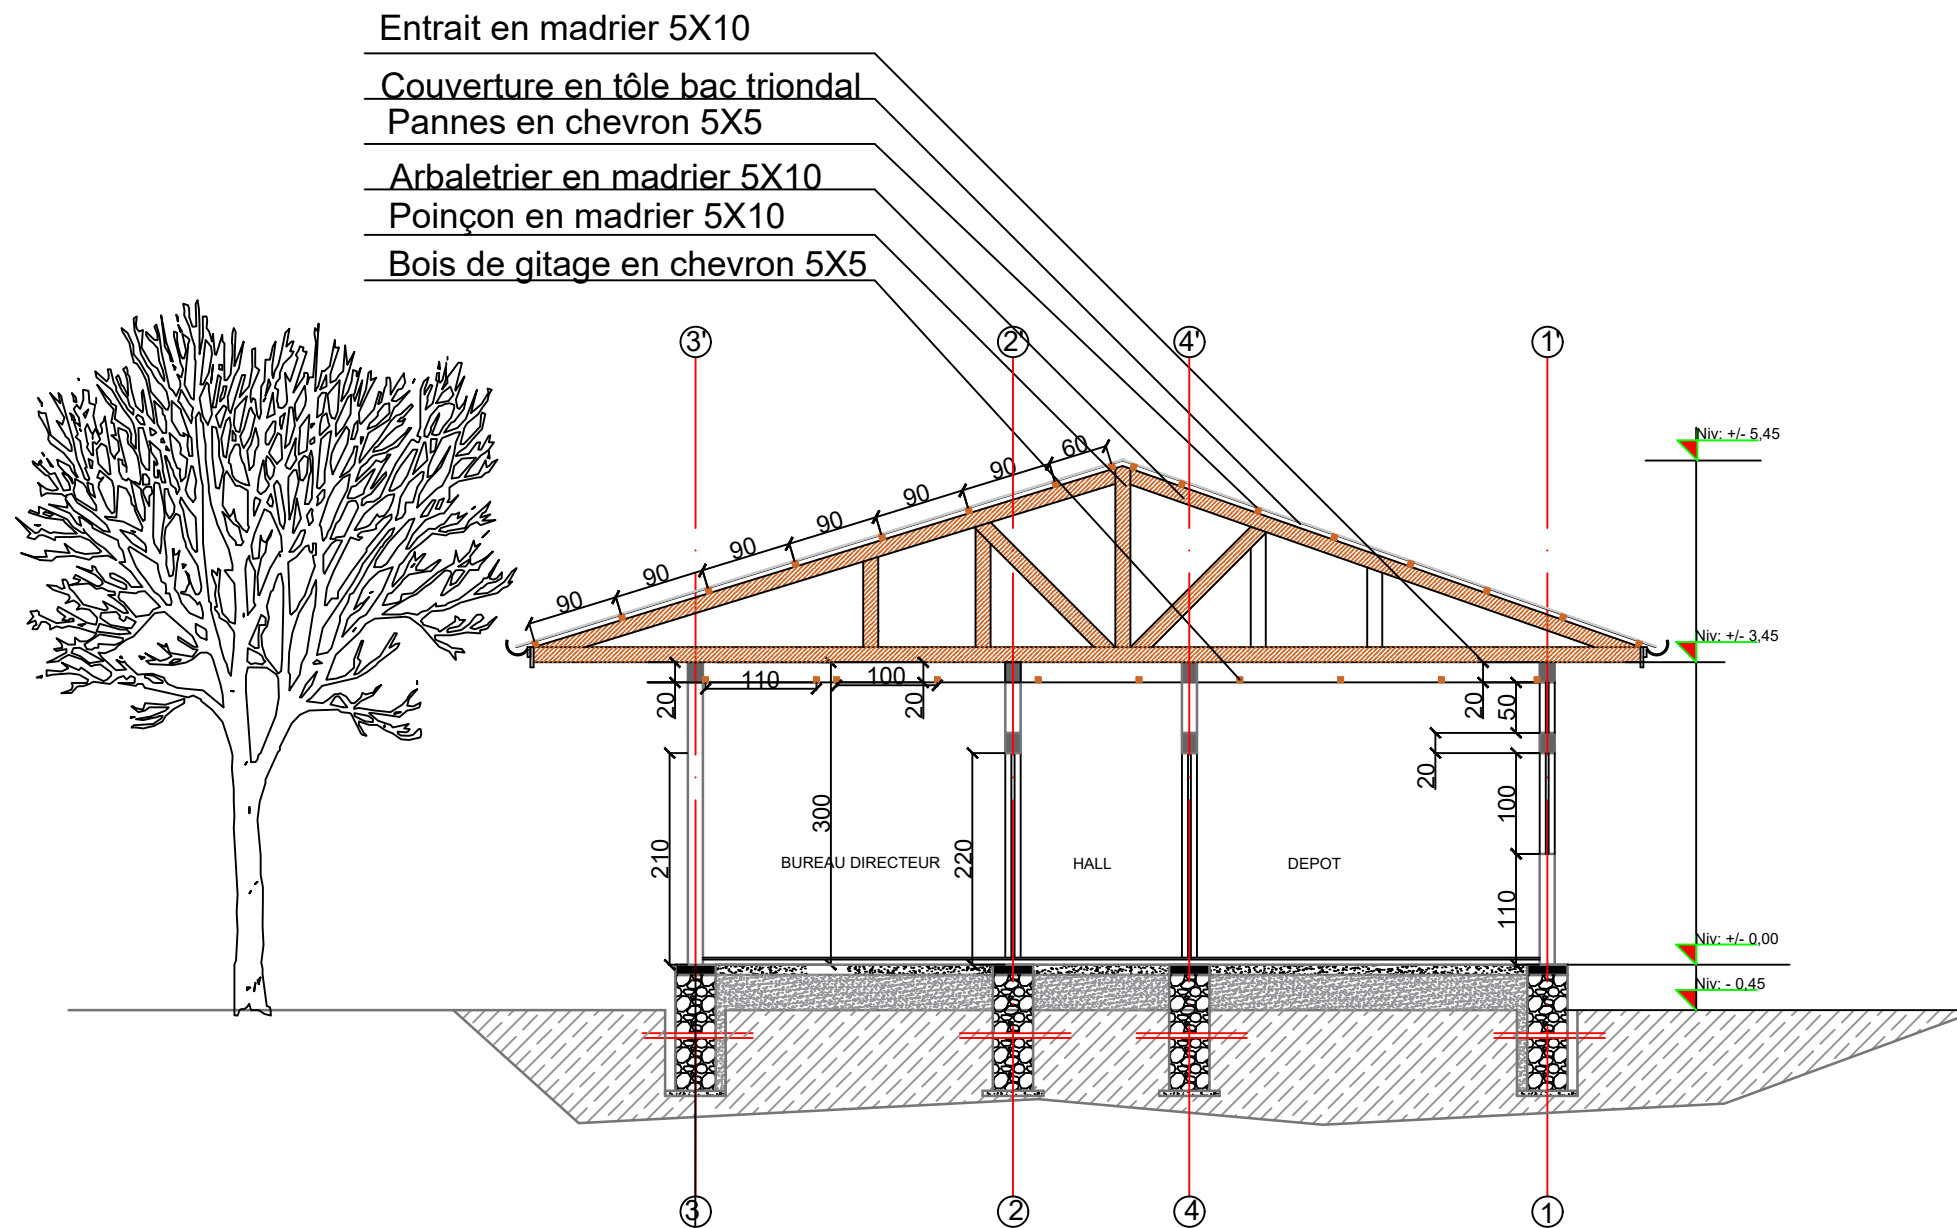 Entrait en madrier 5X10
Couverture en tôle bac triondal
Pannes en chevron 5X5
Arbaletrier en madrier 5X10
Poinçon en madrier 5X10
Bois de gitage en chevron 5X5
3' 2' 4' 1'
Niv: +/- 5,45
60
90
90
90
90
90
90
Niv: +/- 3,45
110 100
20 20 20 50
20
100
300
210 220
BUREAU DIRECTEUR HALL DEPOT
110
Niv: +/- 0,00
Niv: - 0,45
3 2 4 1